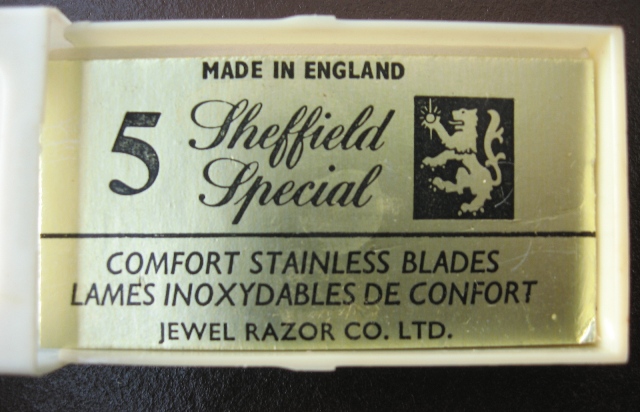 MADE IN ENGLAND
5 Sheffield
Special
COMFORT STAINLESS BLADES
LAMES INOXYDABLES DE CONFORT
JEWEL RAZOR CO. LTD.